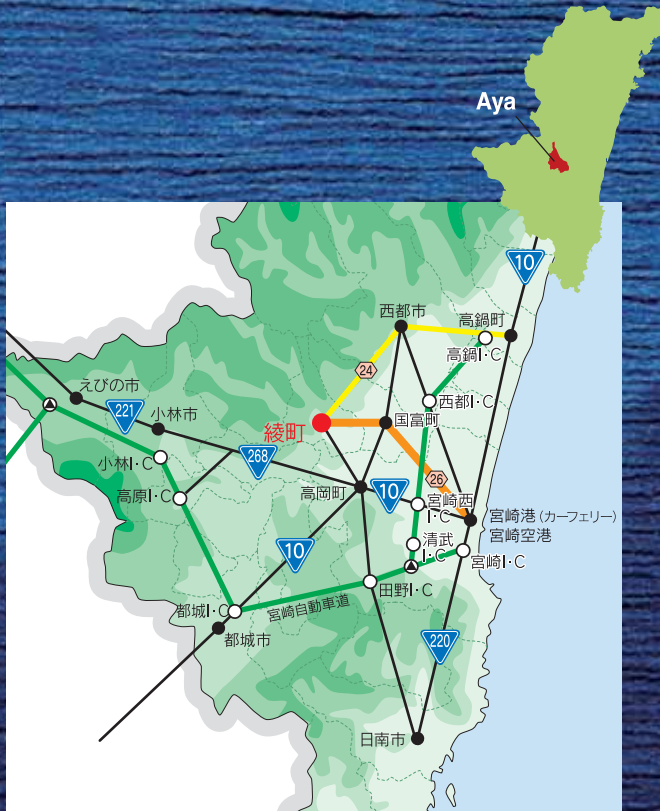 Aya
10
西都市
高鍋町
高鍋I・C
24
西都I・C
えびの市
221
小林市
綾町
国富町
小林I・C
268
26
高原I・C
高岡町
10
宮崎西
I・C
宮崎港（カーフェリー）
宮崎空港
清武
I・C
10
宮崎I・C
田野I・C
都城I・C
宮崎自動車道
都城市
220
日南市